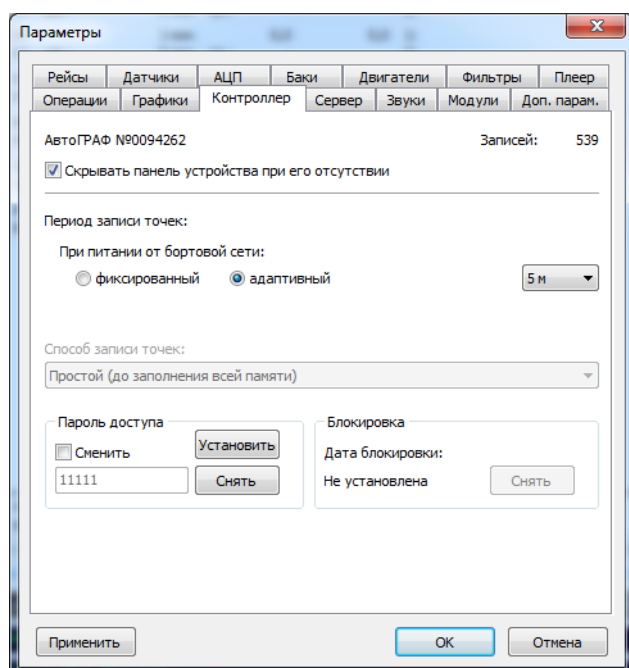 Параметры
Рейсы Датчики АЦП Баки Двигатели Фильтры Плеер
Операции Графики Контроллер Сервер Звуки Модули Доп. парам.
АвтоГРАФ №0094262 Записей: 539
Скрывать панель устройства при его отсутствии
Период записи точек:
При питании от бортовой сети:
фиксированный адаптивный 5 м
Способ записи точек:
Простой (до заполнения всей памяти)
Пароль доступа Блокировка
Сменить Установить Дата блокировки:
11111 Снять Не установлена Снять
Применить OK Отмена